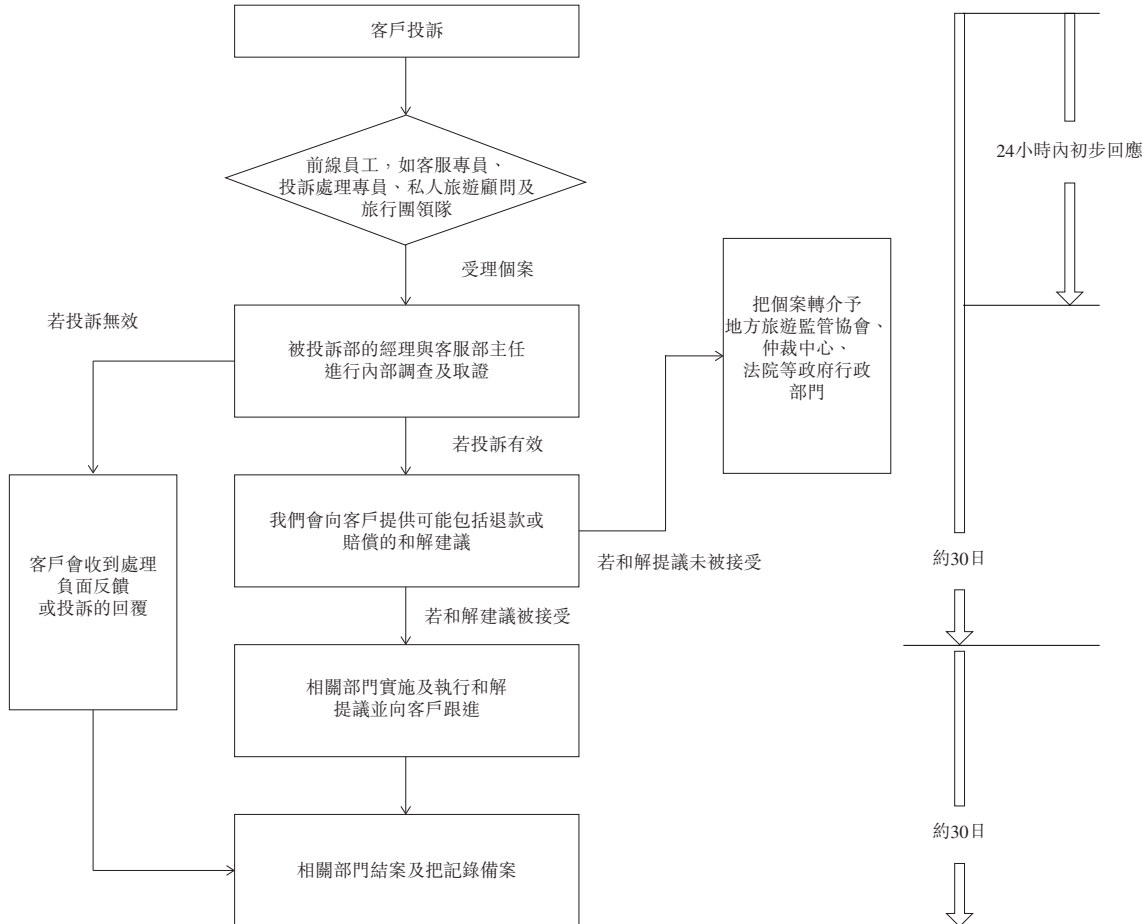 客戶投訴
前線員工，如客服專員、
投訴處理專員、私人旅遊顧問及
旅行團領隊
24小時內初步回應
受理個案
若投訴無效
被投訴部的經理與客服部主任
進行內部調查及取證
把個案轉介予
地方旅遊監管協會、
仲裁中心、
法院等政府行政
部門
若投訴有效
我們會向客戶提供可能包括退款或
賠償的和解建議
若和解提議未被接受
約30日
客戶會收到處理
負面反饋
或投訴的回覆
若和解建議被接受
相關部門實施及執行和解
提議並向客戶跟進
約30日
相關部門結案及把記錄備案